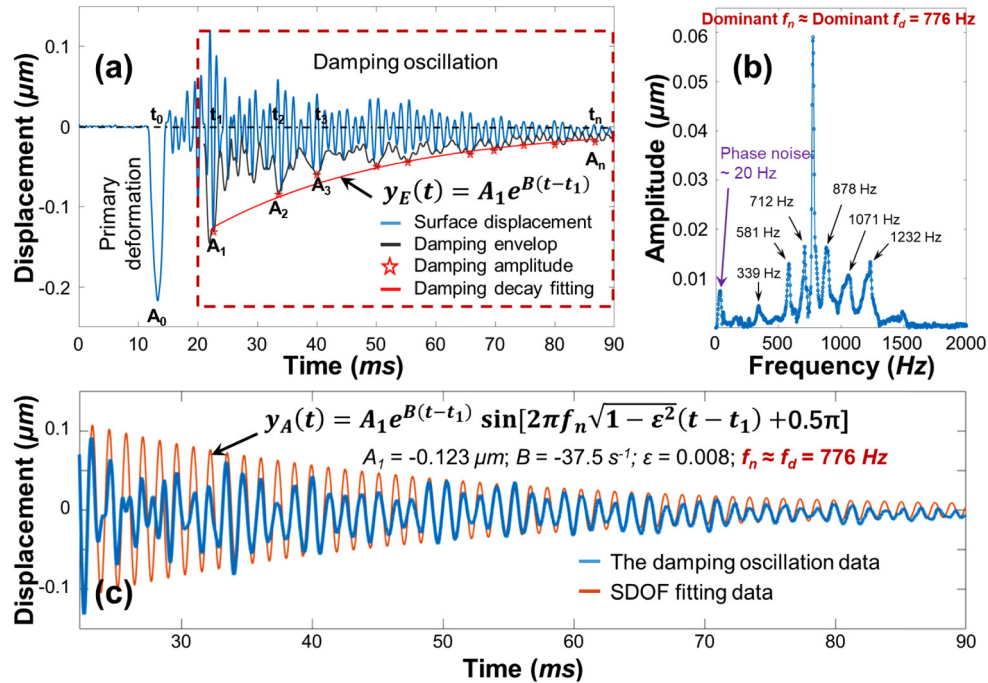 0.1
0
-0.1
-0.2
Displacement (μm)
(a)
Damping oscillation
t₀
t₁
t₂
t₃
tₙ
A₀
A₁
A₂
A₃
Aₙ
Primary
deformation
y_E(t) = A₁e^{B(t−t₁)}
Surface displacement
Damping envelop
Damping amplitude
Damping decay fitting
0 10 20 30 40 50 60 70 80 90
Time (ms)
Dominant fₙ ≈ Dominant f_d = 776 Hz
0.06
0.05
0.04
0.03
0.02
0.01
Amplitude (μm)
(b)
Phase noise
~ 20 Hz
339 Hz
581 Hz
712 Hz
878 Hz
1071 Hz
1232 Hz
0 500 1000 1500 2000
Frequency (Hz)
0.1
0
-0.1
Displacement (μm)
(c)
y_A(t) = A₁e^{B(t−t₁)} sin[2πfₙ√(1 − ε²)(t − t₁) +0.5π]
A₁ = -0.123 μm; B = -37.5 s⁻¹; ε = 0.008; fₙ ≈ f_d = 776 Hz
The damping oscillation data
SDOF fitting data
30 40 50 60 70 80 90
Time (ms)